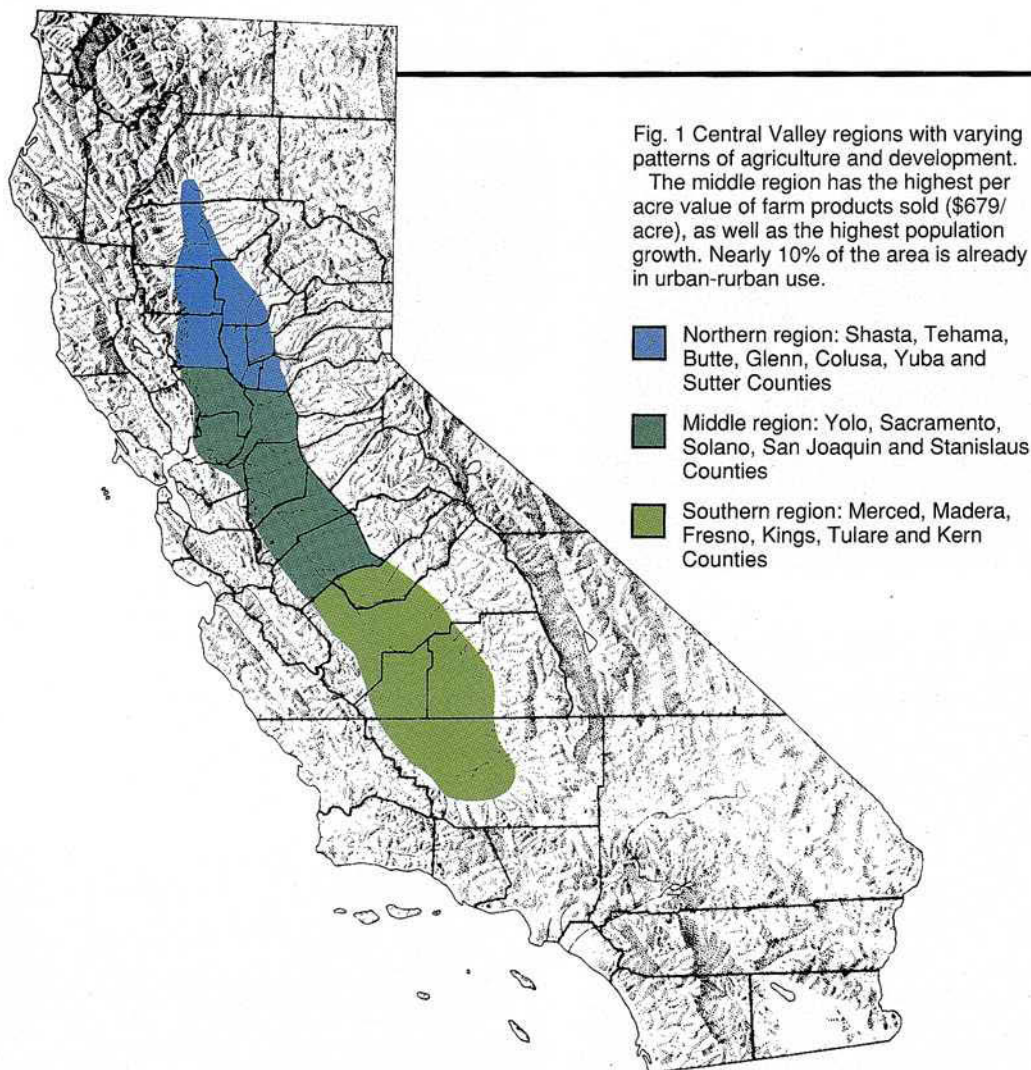 Fig. 1 Central Valley regions with varying
patterns of agriculture and development.
The middle region has the highest per
acre value of farm products sold ($679/
acre), as well as the highest population
growth. Nearly 10% of the area is already
in urban-rurban use.
Northern region: Shasta, Tehama,
Butte, Glenn, Colusa, Yuba and
Sutter Counties
Middle region: Yolo, Sacramento,
Solano, San Joaquin and Stanislaus
Counties
Southern region: Merced, Madera,
Fresno, Kings, Tulare and Kern
Counties